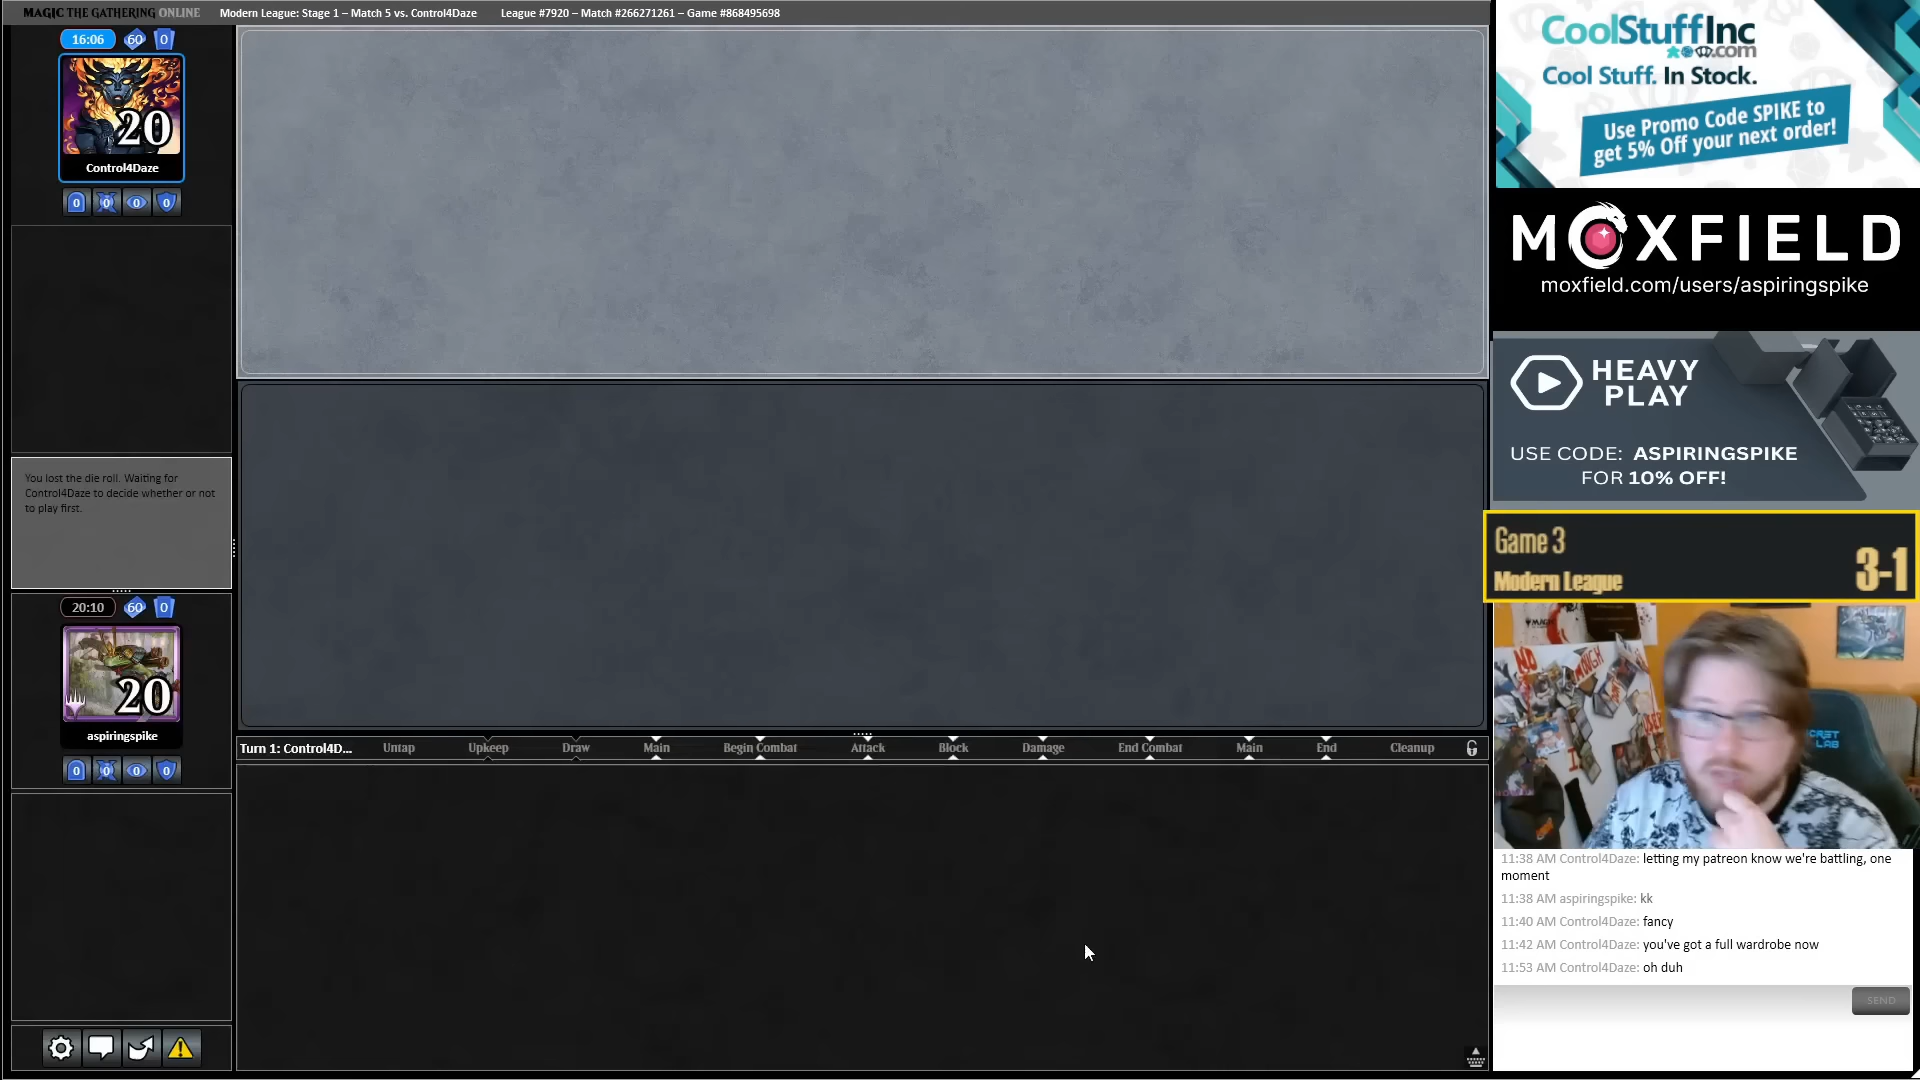 MAGIC THE GATHERING ONLINE
Modern League: Stage 1 – Match 5 vs. Control4Daze
League #7920 – Match #266271261 – Game #868495698
16:06
60
0
20
Control4Daze
0
0
0
0
You lost the die roll. Waiting for
Control4Daze to decide whether or not
to play first.
20:10
60
0
20
aspiringspike
0
0
0
0
Turn 1: Control4D...
Untap
Upkeep
Draw
Main
Begin Combat
Attack
Block
Damage
End Combat
Main
End
Cleanup
CoolStuffInc
.com
Cool Stuff. In Stock.
Use Promo Code SPIKE to
get 5% Off your next order!
MOXFIELD
moxfield.com/users/aspiringspike
HEAVY
PLAY
USE CODE: ASPIRINGSPIKE
FOR 10% OFF!
Game 3
Modern League
3-1
11:38 AM Control4Daze: letting my patreon know we're battling, one
moment
11:38 AM aspiringspike: kk
11:40 AM Control4Daze: fancy
11:42 AM Control4Daze: you've got a full wardrobe now
11:53 AM Control4Daze: oh duh
SEND